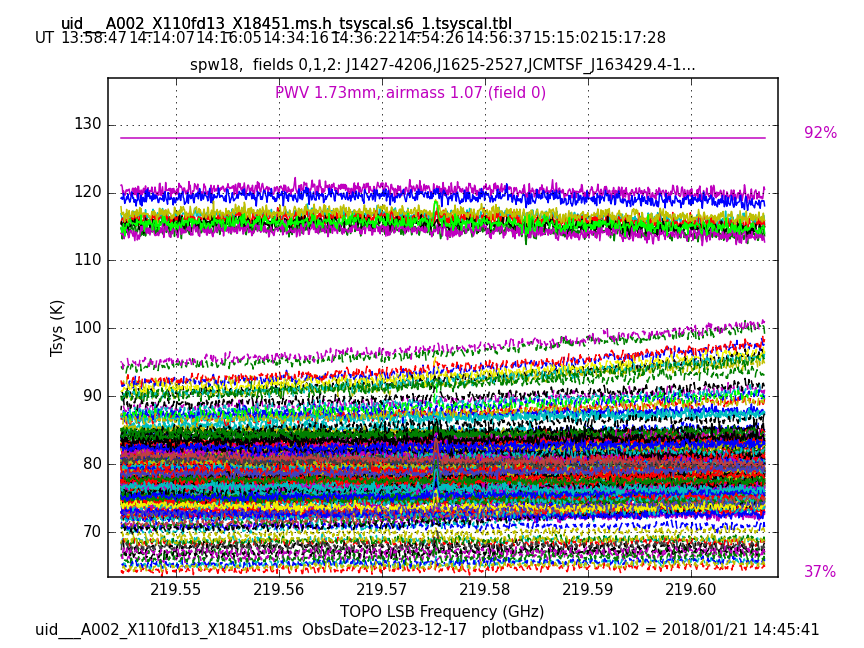 uid___A002_X110fd13_X18451.ms.h_tsyscal.s6_1.tsyscal.tbl
UT 13:58:47 14:14:07 14:16:05 14:34:16 14:36:22 14:54:26 14:56:37 15:15:02 15:17:28
spw18, fields 0,1,2: J1427-4206,J1625-2527,JCMTSF_J163429.4-1...
PWV 1.73mm, airmass 1.07 (field 0)
92%
130
120
110
100
90
80
70
Tsys (K)
37%
219.55 219.56 219.57 219.58 219.59 219.60
TOPO LSB Frequency (GHz)
uid___A002_X110fd13_X18451.ms ObsDate=2023-12-17 plotbandpass v1.102 = 2018/01/21 14:45:41